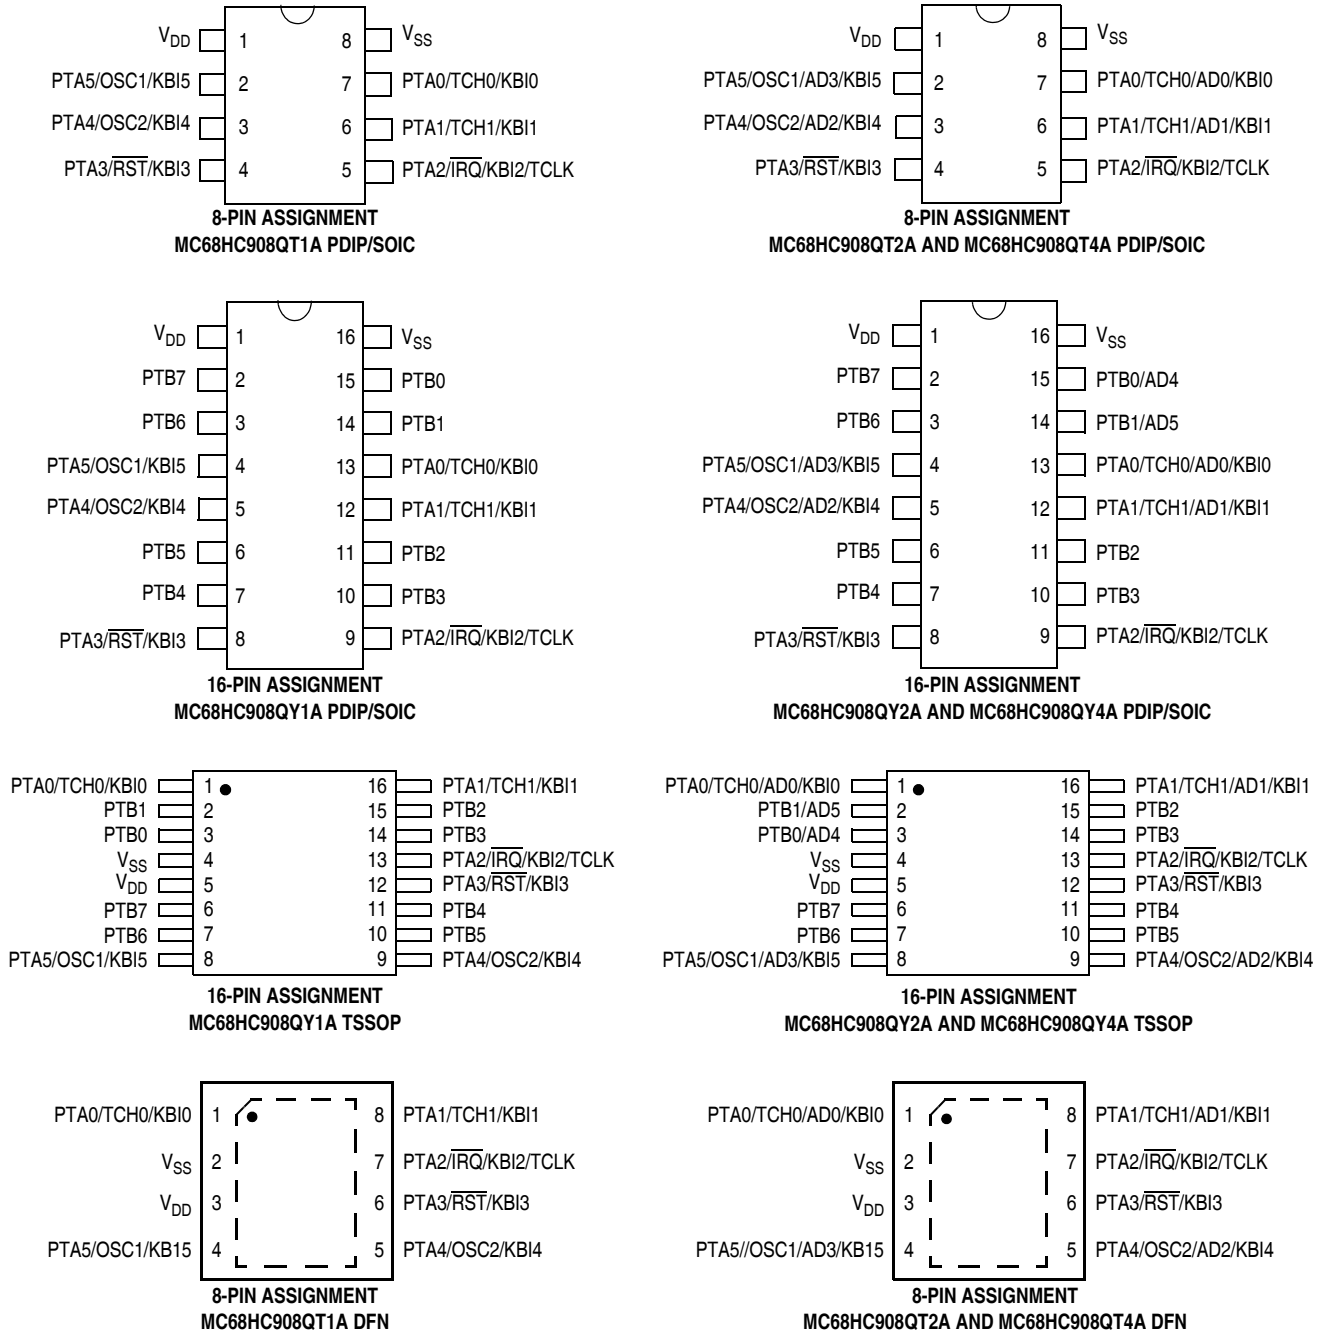 VDD 1 8 VSS
PTA5/OSC1/KBI5 2 7 PTA0/TCH0/KBI0
PTA4/OSC2/KBI4 3 6 PTA1/TCH1/KBI1
PTA3/R̅S̅T̅/KBI3 4 5 PTA2/I̅R̅Q̅/KBI2/TCLK
8-PIN ASSIGNMENT
MC68HC908QT1A PDIP/SOIC
VDD 1 8 VSS
PTA5/OSC1/AD3/KBI5 2 7 PTA0/TCH0/AD0/KBI0
PTA4/OSC2/AD2/KBI4 3 6 PTA1/TCH1/AD1/KBI1
PTA3/R̅S̅T̅/KBI3 4 5 PTA2/I̅R̅Q̅/KBI2/TCLK
8-PIN ASSIGNMENT
MC68HC908QT2A AND MC68HC908QT4A PDIP/SOIC
VDD 1 16 VSS
PTB7 2 15 PTB0
PTB6 3 14 PTB1
PTA5/OSC1/KBI5 4 13 PTA0/TCH0/KBI0
PTA4/OSC2/KBI4 5 12 PTA1/TCH1/KBI1
PTB5 6 11 PTB2
PTB4 7 10 PTB3
PTA3/R̅S̅T̅/KBI3 8 9 PTA2/I̅R̅Q̅/KBI2/TCLK
16-PIN ASSIGNMENT
MC68HC908QY1A PDIP/SOIC
VDD 1 16 VSS
PTB7 2 15 PTB0/AD4
PTB6 3 14 PTB1/AD5
PTA5/OSC1/AD3/KBI5 4 13 PTA0/TCH0/AD0/KBI0
PTA4/OSC2/AD2/KBI4 5 12 PTA1/TCH1/AD1/KBI1
PTB5 6 11 PTB2
PTB4 7 10 PTB3
PTA3/R̅S̅T̅/KBI3 8 9 PTA2/I̅R̅Q̅/KBI2/TCLK
16-PIN ASSIGNMENT
MC68HC908QY2A AND MC68HC908QY4A PDIP/SOIC
PTA0/TCH0/KBI0 1 16 PTA1/TCH1/KBI1
PTB1 2 15 PTB2
PTB0 3 14 PTB3
VSS 4 13 PTA2/I̅R̅Q̅/KBI2/TCLK
VDD 5 12 PTA3/R̅S̅T̅/KBI3
PTB7 6 11 PTB4
PTB6 7 10 PTB5
PTA5/OSC1/KBI5 8 9 PTA4/OSC2/KBI4
16-PIN ASSIGNMENT
MC68HC908QY1A TSSOP
PTA0/TCH0/AD0/KBI0 1 16 PTA1/TCH1/AD1/KBI1
PTB1/AD5 2 15 PTB2
PTB0/AD4 3 14 PTB3
VSS 4 13 PTA2/I̅R̅Q̅/KBI2/TCLK
VDD 5 12 PTA3/R̅S̅T̅/KBI3
PTB7 6 11 PTB4
PTB6 7 10 PTB5
PTA5/OSC1/AD3/KBI5 8 9 PTA4/OSC2/AD2/KBI4
16-PIN ASSIGNMENT
MC68HC908QY2A AND MC68HC908QY4A TSSOP
PTA0/TCH0/KBI0 1 8 PTA1/TCH1/KBI1
VSS 2 7 PTA2/I̅R̅Q̅/KBI2/TCLK
VDD 3 6 PTA3/R̅S̅T̅/KBI3
PTA5/OSC1/KB15 4 5 PTA4/OSC2/KBI4
8-PIN ASSIGNMENT
MC68HC908QT1A DFN
PTA0/TCH0/AD0/KBI0 1 8 PTA1/TCH1/AD1/KBI1
VSS 2 7 PTA2/I̅R̅Q̅/KBI2/TCLK
VDD 3 6 PTA3/R̅S̅T̅/KBI3
PTA5//OSC1/AD3/KB15 4 5 PTA4/OSC2/AD2/KBI4
8-PIN ASSIGNMENT
MC68HC908QT2A AND MC68HC908QT4A DFN